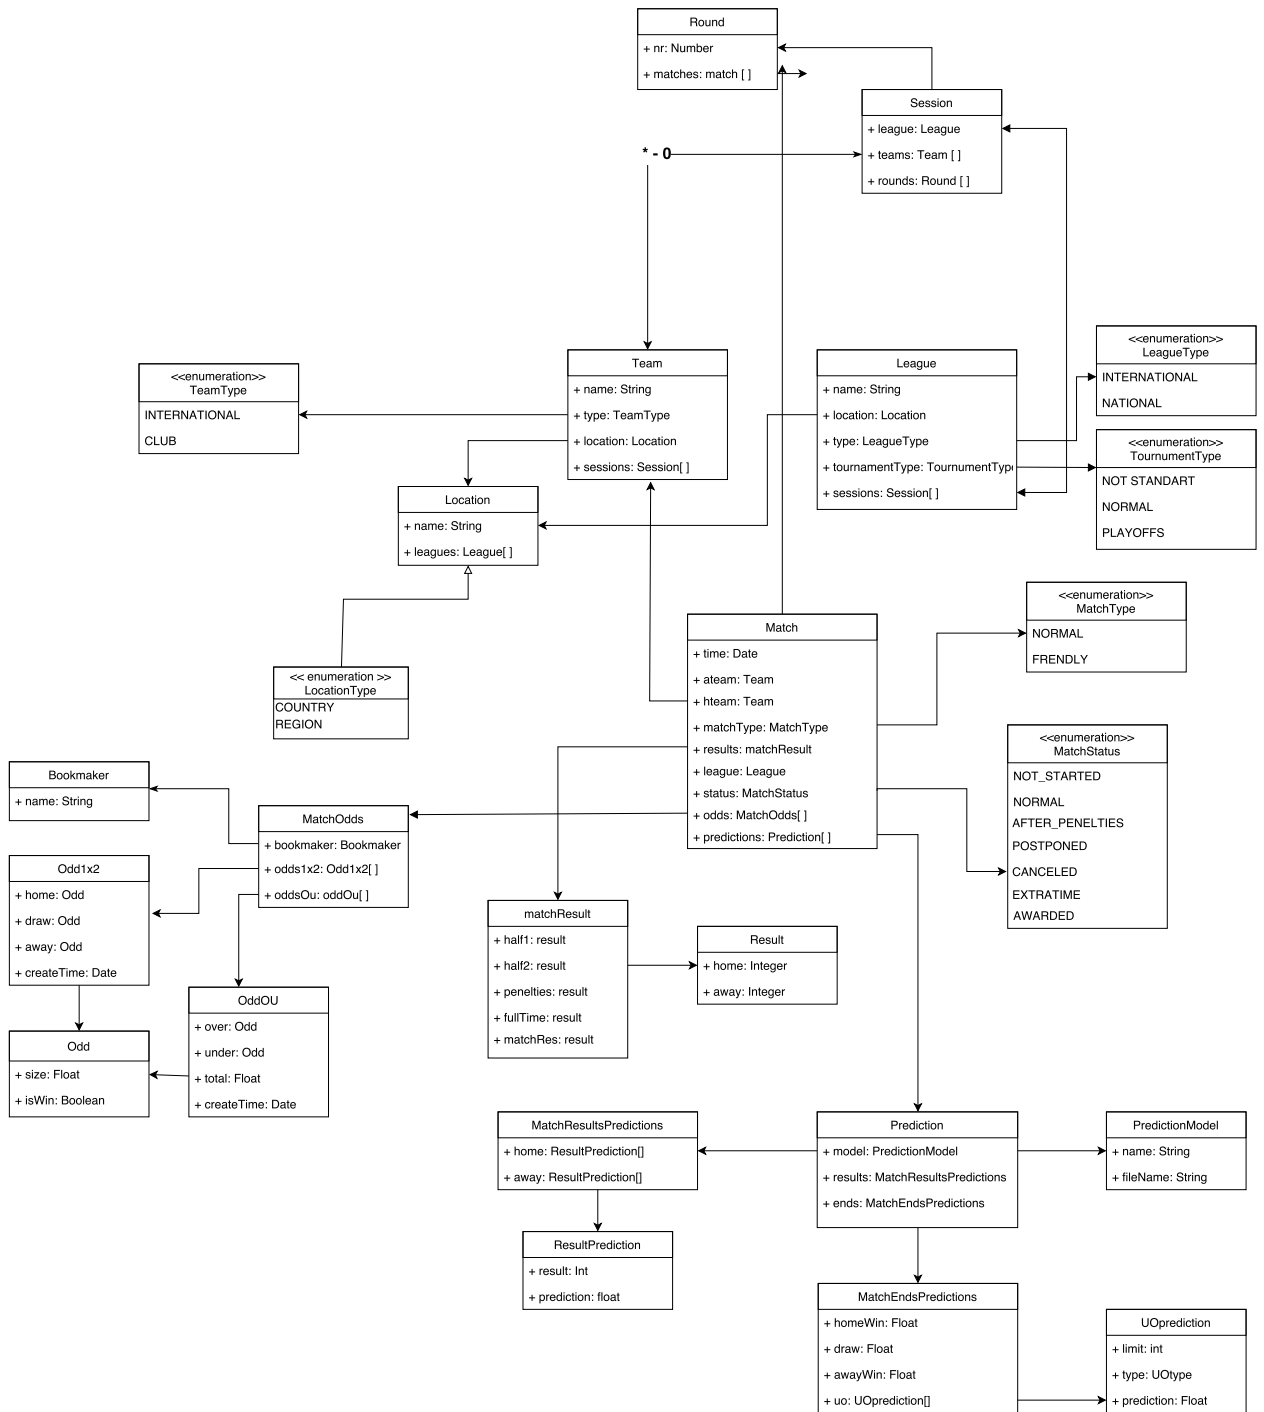 Round
+ nr: Number
+ matches: match [ ]
Session
+ league: League
+ teams: Team [ ]
+ rounds: Round [ ]
* - 0
<<enumeration>>
TeamType
INTERNATIONAL
CLUB
Team
+ name: String
+ type: TeamType
+ location: Location
+ sessions: Session[ ]
League
+ name: String
+ location: Location
+ type: LeagueType
+ tournamentType: TournumentType
+ sessions: Session[ ]
<<enumeration>>
LeagueType
INTERNATIONAL
NATIONAL
<<enumeration>>
TournumentType
NOT STANDART
NORMAL
PLAYOFFS
Location
+ name: String
+ leagues: League[ ]
<< enumeration >>
LocationType
COUNTRY
REGION
Match
+ time: Date
+ ateam: Team
+ hteam: Team
+ matchType: MatchType
+ results: matchResult
+ league: League
+ status: MatchStatus
+ odds: MatchOdds[ ]
+ predictions: Prediction[ ]
<<enumeration>>
MatchType
NORMAL
FRENDLY
<<enumeration>>
MatchStatus
NOT_STARTED
NORMAL
AFTER_PENELTIES
POSTPONED
CANCELED
EXTRATIME
AWARDED
Bookmaker
+ name: String
MatchOdds
+ bookmaker: Bookmaker
+ odds1x2: Odd1x2[ ]
+ oddsOu: oddOu[ ]
Odd1x2
+ home: Odd
+ draw: Odd
+ away: Odd
+ createTime: Date
OddOU
+ over: Odd
+ under: Odd
+ total: Float
+ createTime: Date
Odd
+ size: Float
+ isWin: Boolean
matchResult
+ half1: result
+ half2: result
+ penelties: result
+ fullTime: result
+ matchRes: result
Result
+ home: Integer
+ away: Integer
MatchResultsPredictions
+ home: ResultPrediction[]
+ away: ResultPrediction[]
Prediction
+ model: PredictionModel
+ results: MatchResultsPredictions
+ ends: MatchEndsPredictions
PredictionModel
+ name: String
+ fileName: String
ResultPrediction
+ result: Int
+ prediction: float
MatchEndsPredictions
+ homeWin: Float
+ draw: Float
+ awayWin: Float
+ uo: UOprediction[]
UOprediction
+ limit: int
+ type: UOtype
+ prediction: Float